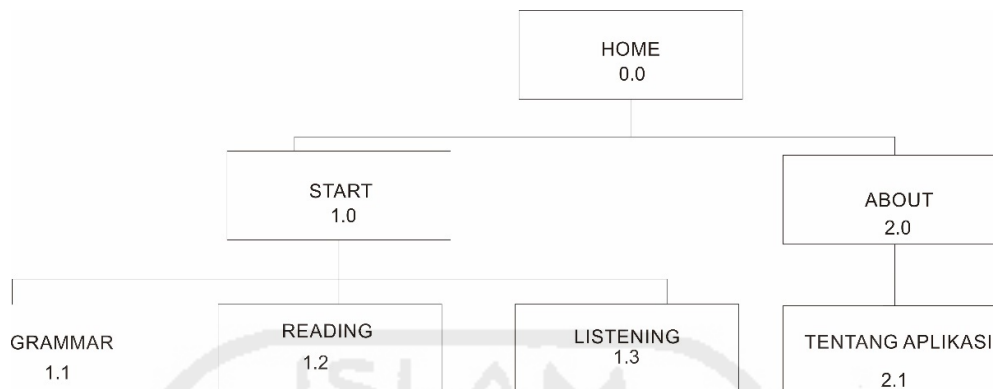 HOME
0.0
START
1.0
ABOUT
2.0
GRAMMAR
1.1
READING
1.2
LISTENING
1.3
TENTANG APLIKASI
2.1
ISLAM